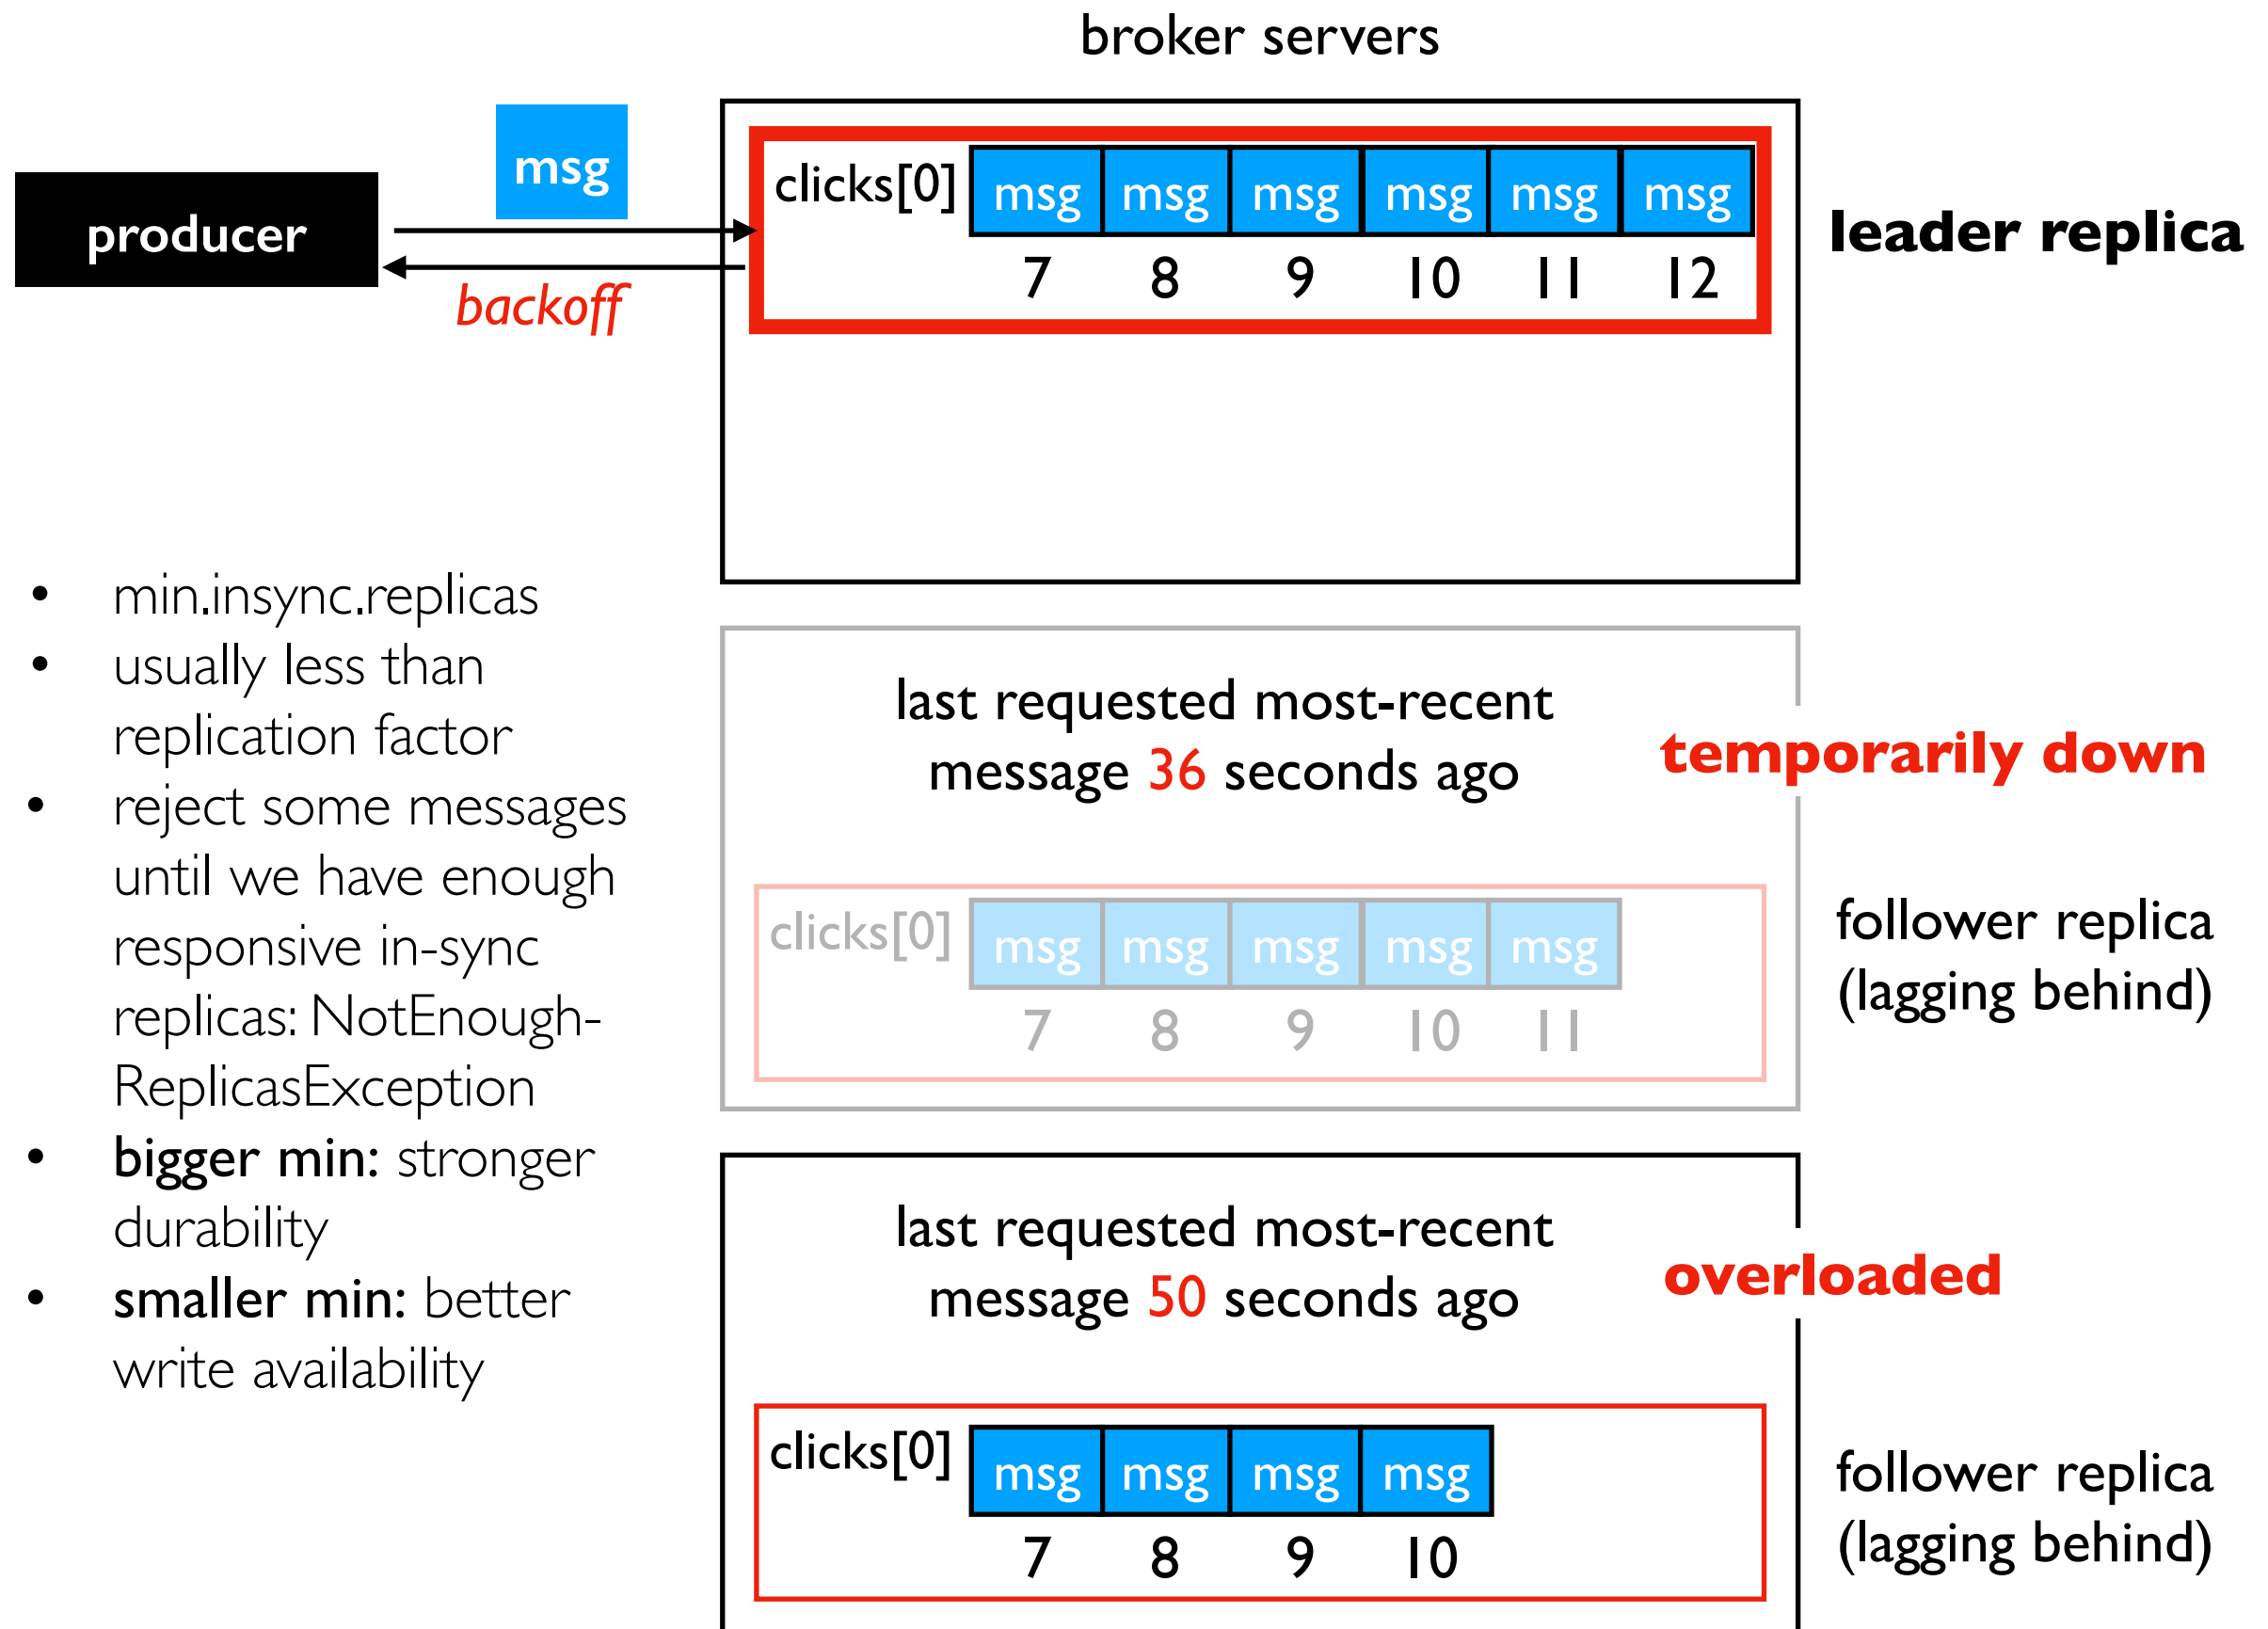 broker servers
msg
producer
backoff
clicks[0] msg msg msg msg msg msg
7 8 9 10 11 12
leader replica
• min.insync.replicas
• usually less than
replication factor
• reject some messages
until we have enough
responsive in-sync
replicas: NotEnough-
ReplicasException
• bigger min: stronger
durability
• smaller min: better
write availability
last requested most-recent
message 36 seconds ago
temporarily down
clicks[0] msg msg msg msg msg
7 8 9 10 11
follower replica
(lagging behind)
last requested most-recent
message 50 seconds ago
overloaded
clicks[0] msg msg msg msg
7 8 9 10
follower replica
(lagging behind)